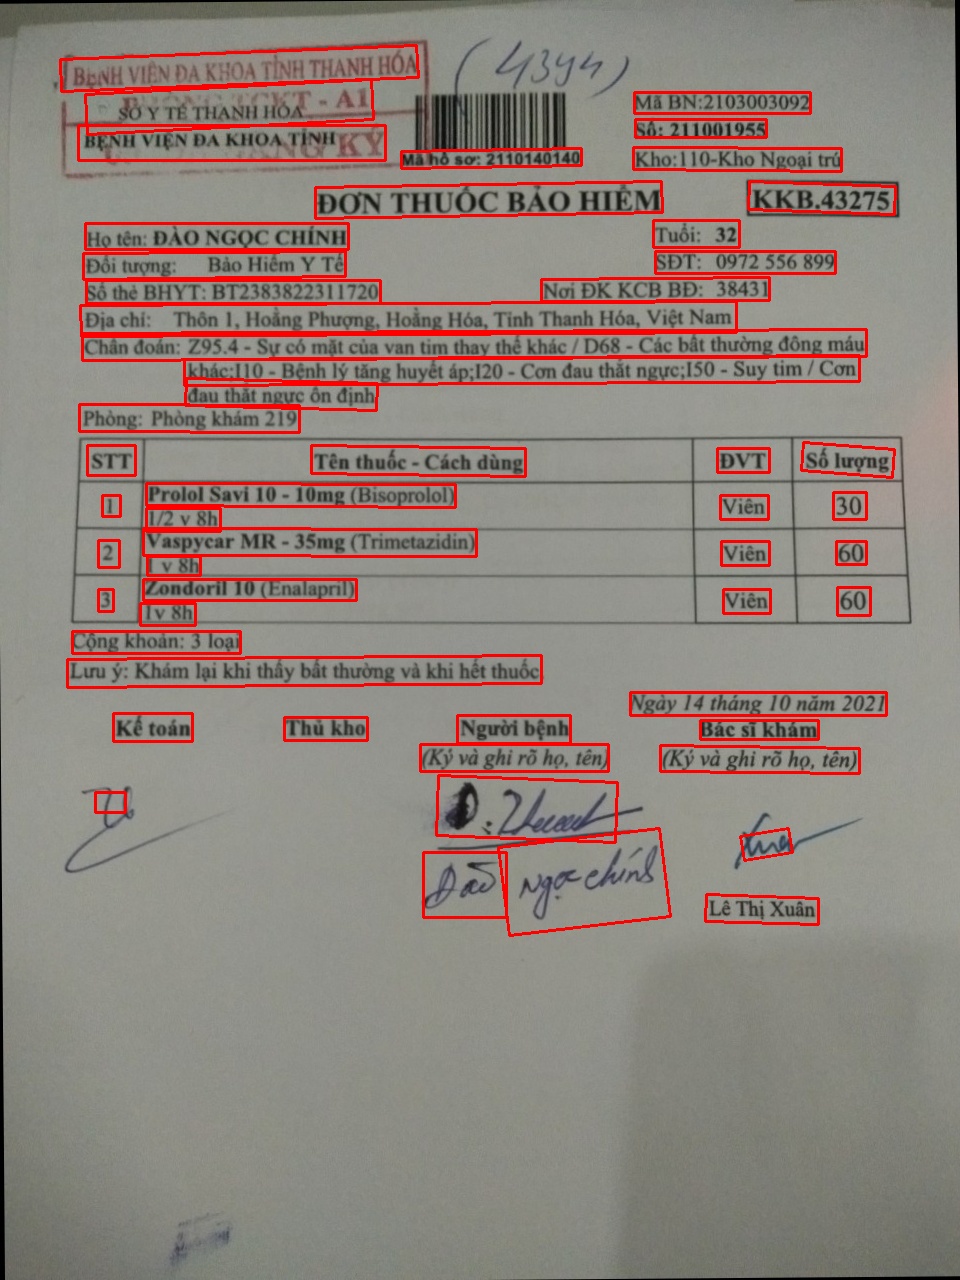 (4394)
BỆNH VIỆN ĐA KHOA TỈNH THANH HÓA
PHÒNG TCKT - A1
SỞ Y TẾ THANH HÓA
BỆNH VIỆN ĐA KHOA TỈNH
ĐĂNG KÝ
Mã hồ sơ: 2110140140
Mã BN:2103003092
Số: 211001955
Kho:110-Kho Ngoại trú
ĐƠN THUỐC BẢO HIỂM
KKB.43275
Họ tên: ĐÀO NGỌC CHÍNH Tuổi: 32
Đối tượng: Bảo Hiểm Y Tế SĐT: 0972 556 899
Số thẻ BHYT: BT2383822311720 Nơi ĐK KCB BĐ: 38431
Địa chỉ: Thôn 1, Hoằng Phượng, Hoằng Hóa, Tỉnh Thanh Hóa, Việt Nam
Chẩn đoán: Z95.4 - Sự có mặt của van tim thay thế khác / D68 - Các bất thường đông máu
khác;I10 - Bệnh lý tăng huyết áp;I20 - Cơn đau thắt ngực;I50 - Suy tim / Cơn
đau thắt ngực ổn định
Phòng: Phòng khám 219
STT Tên thuốc - Cách dùng ĐVT Số lượng
1 Prolol Savi 10 - 10mg (Bisoprolol) Viên 30
1/2 v 8h
2 Vaspycar MR - 35mg (Trimetazidin) Viên 60
1 v 8h
3 Zondoril 10 (Enalapril) Viên 60
1v 8h
Cộng khoản: 3 loại
Lưu ý: Khám lại khi thấy bất thường và khi hết thuốc.
Ngày 14 tháng 10 năm 2021
Kế toán Thủ kho Người bệnh Bác sĩ khám
(Ký và ghi rõ họ, tên) (Ký và ghi rõ họ, tên)
Đào Ngọc Chính
Lê Thị Xuân